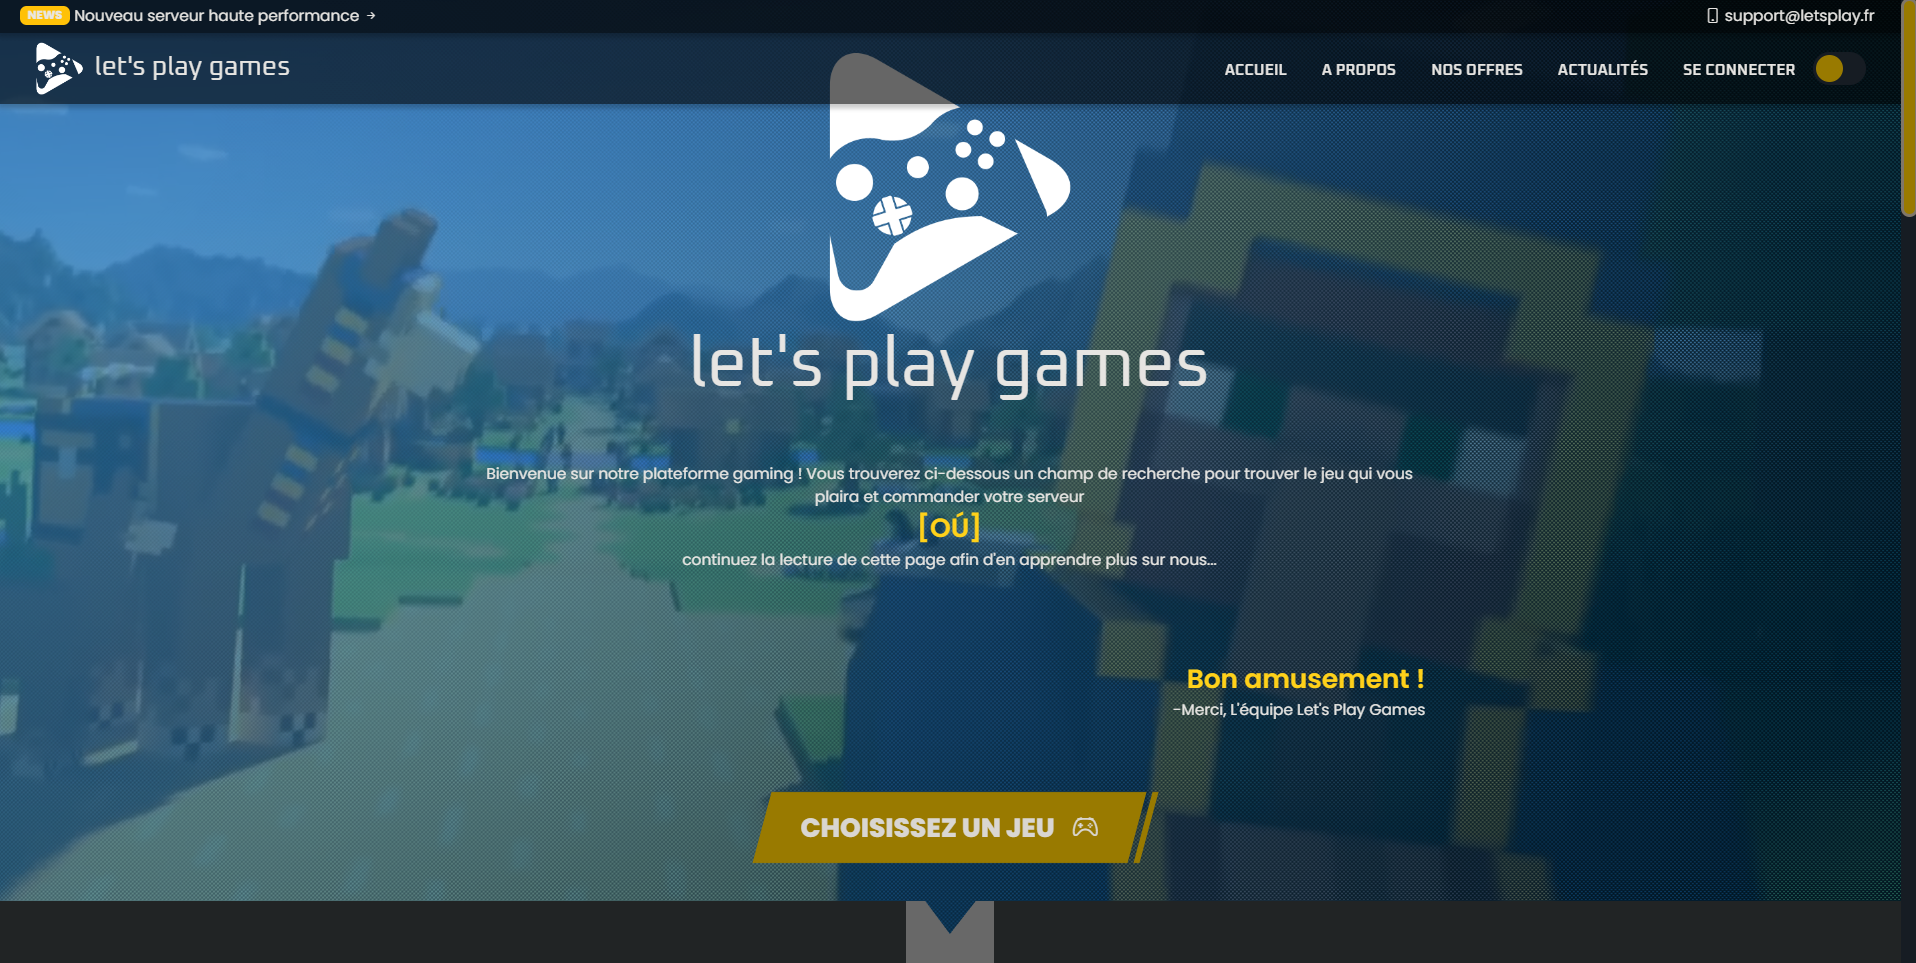 NEWS Nouveau serveur haute performance →
support@letsplay.fr
let's play games
ACCUEIL A PROPOS NOS OFFRES ACTUALITÉS SE CONNECTER
let's play games
Bienvenue sur notre plateforme gaming ! Vous trouverez ci-dessous un champ de recherche pour trouver le jeu qui vous
plaira et commander votre serveur
[OÚ]
continuez la lecture de cette page afin d'en apprendre plus sur nous...
Bon amusement !
-Merci, L'équipe Let's Play Games
CHOISISSEZ UN JEU